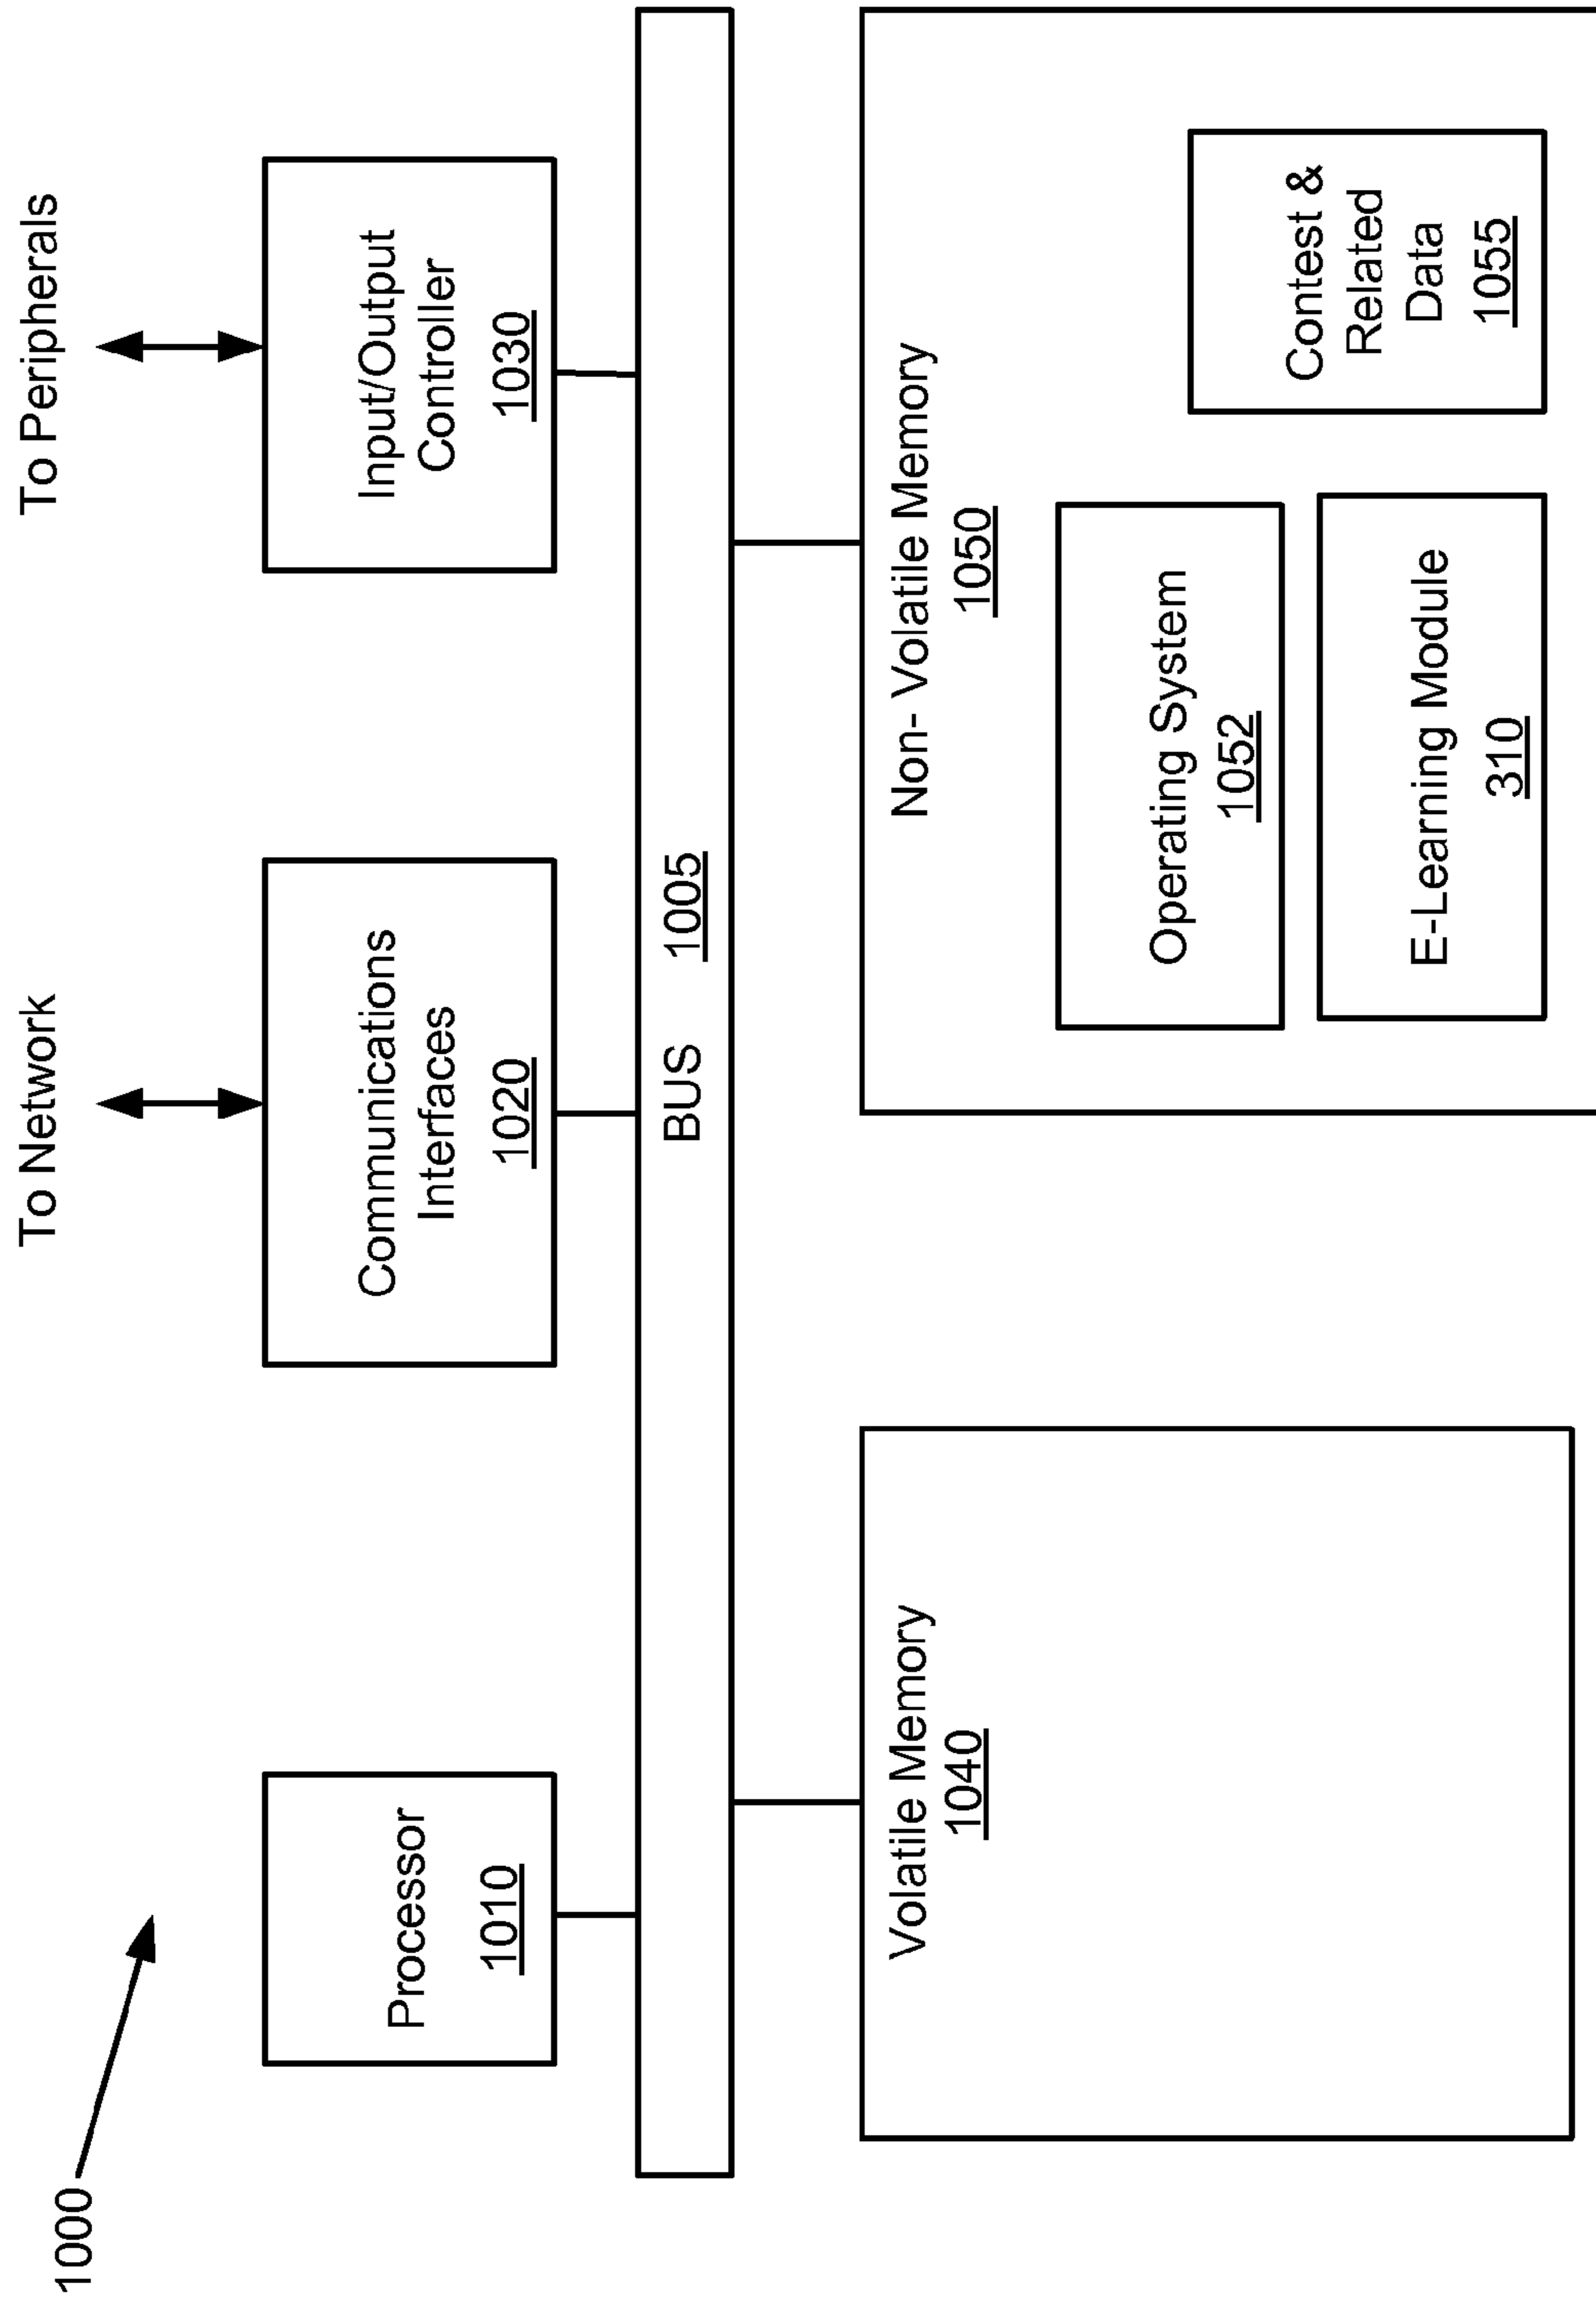 1000
To Network
To Peripherals
Processor
1010
Communications
Interfaces
1020
Input/Output
Controller
1030
BUS 1005
Volatile Memory
1040
Non- Volatile Memory
1050
Operating System
1052
E-Learning Module
310
Contest &
Related
Data
1055